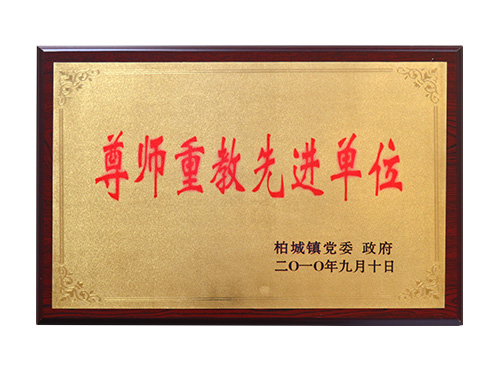 尊师重教先进单位
柏城镇党委 政府
二〇一〇年九月十日